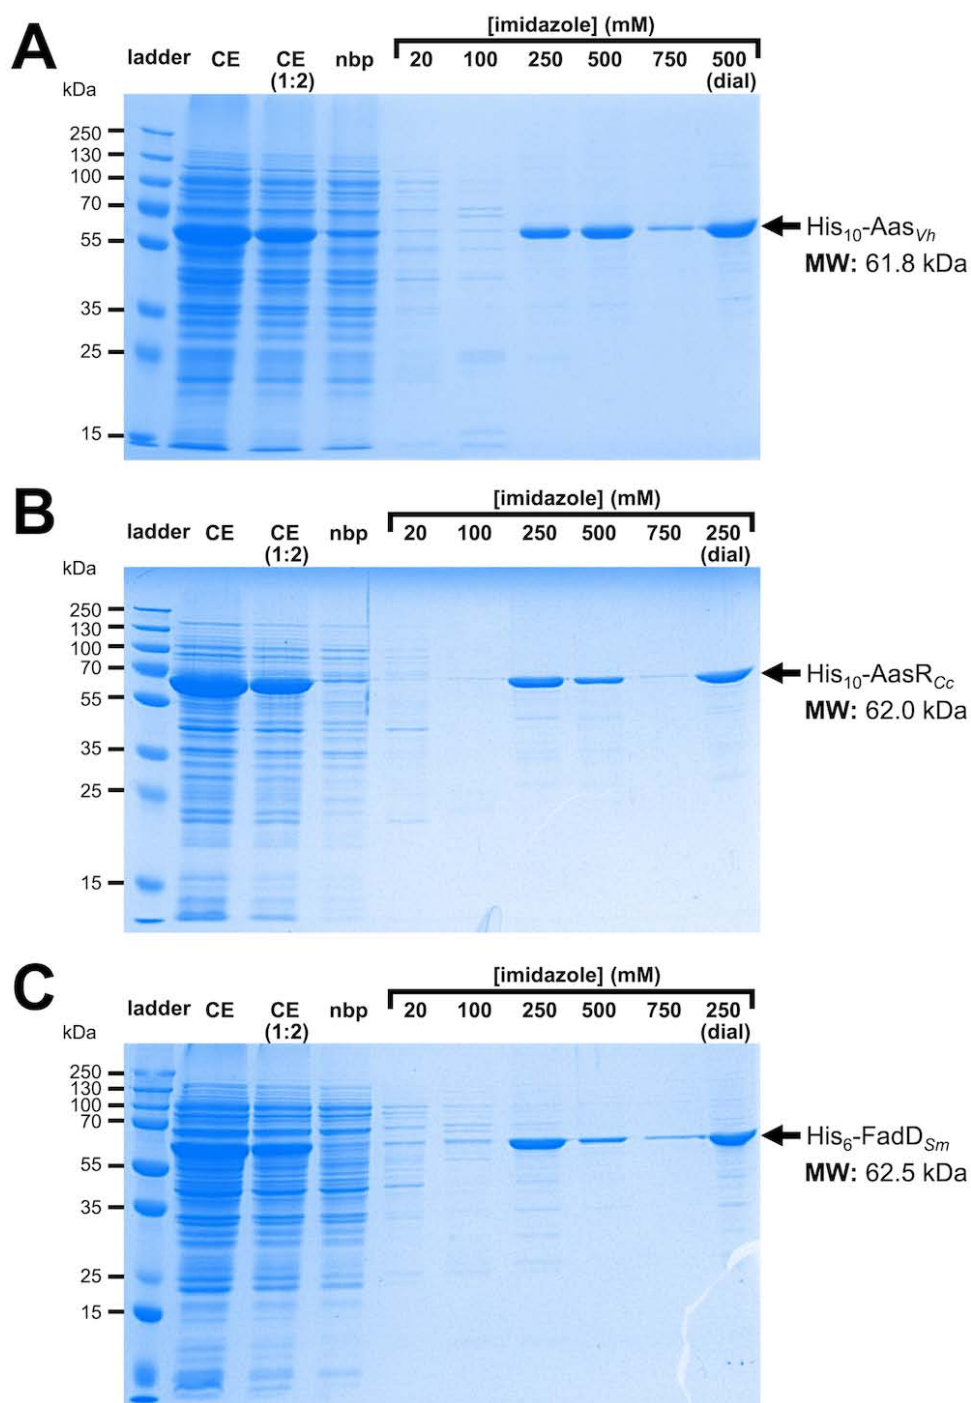 A
[imidazole] (mM)
ladder CE CE nbp 20 100 250 500 750 500
(1:2) (dial)
kDa
250
130
100
70
55
35
25
15
His10-AasVh
MW: 61.8 kDa
B
[imidazole] (mM)
ladder CE CE nbp 20 100 250 500 750 250
(1:2) (dial)
kDa
250
130
100
70
55
35
25
15
His10-AasRCc
MW: 62.0 kDa
C
[imidazole] (mM)
ladder CE CE nbp 20 100 250 500 750 250
(1:2) (dial)
kDa
250
130
100
70
55
35
25
15
His6-FadDSm
MW: 62.5 kDa